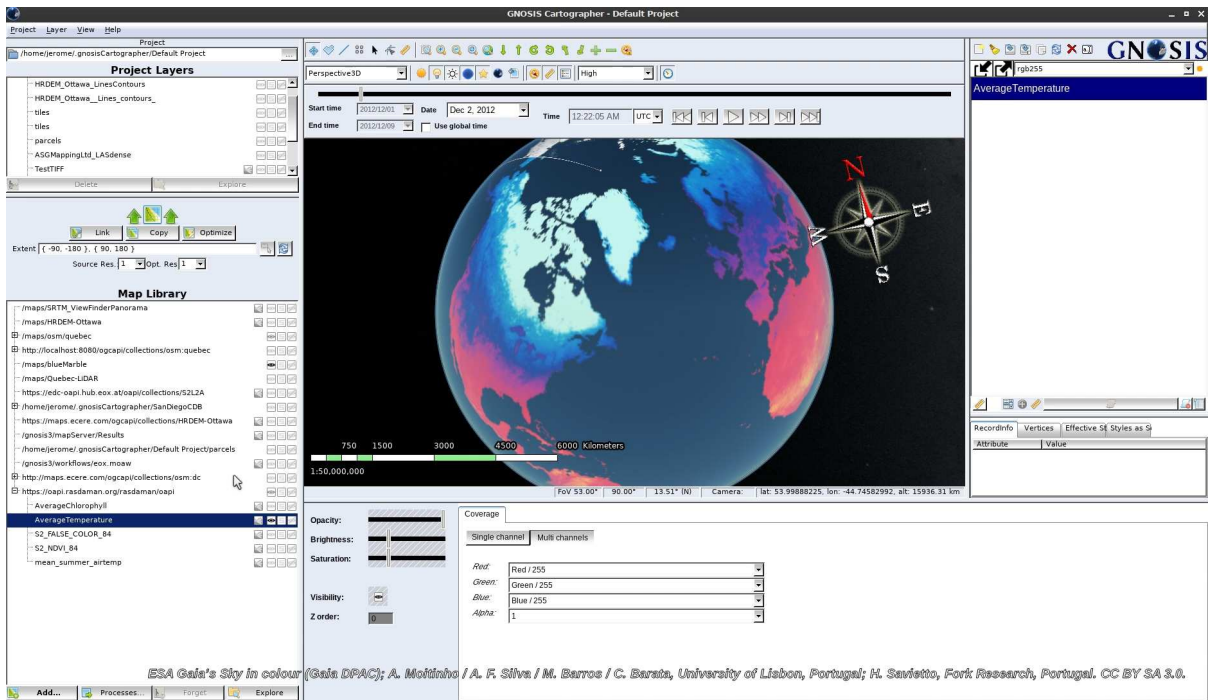 GNOSIS Cartographer - Default Project
Project Layer View Help
Project
/home/jerome/.gnosisCartographer/Default Project
Project Layers
HRDEM_Ottawa_LinesContours
HRDEM_Ottawa__Lines_contours_
tiles
tiles
parcels
ASGMappingLtd_LASdense
TestTIFF
Delete Explore
Link Copy Optimize
Extent { -90, -180 }, { 90, 180 }
Source Res. 1 Opt. Res 1
Map Library
/maps/SRTM_ViewFinderPanorama
/maps/HRDEM-Ottawa
/maps/osm/quebec
http://localhost:8080/ogcapi/collections/osm:quebec
/maps/blueMarble
/maps/Quebec-LiDAR
https://edc-oapi.hub.eox.at/oapi/collections/S2L2A
/home/jerome/.gnosisCartographer/SanDiegoCDB
https://maps.ecere.com/ogcapi/collections/HRDEM-Ottawa
/gnosis3/mapServer/Results
/home/jerome/.gnosisCartographer/Default Project/parcels
/gnosis3/workflows/eox.moaw
http://maps.ecere.com/ogcapi/collections/osm:dc
https://oapi.rasdaman.org/rasdaman/oapi
AverageChlorophyll
AverageTemperature
S2_FALSE_COLOR_84
S2_NDVI_84
mean_summer_airtemp
Add... Processes... Forget Explore
Perspective3D High
Start time 2012/12/01 Date Dec 2, 2012 Time 12:22:05 AM UTC
End time 2012/12/09 Use global time
N
E
W
S
750 1500 3000 4500 6000 Kilometers
1:50,000,000
FoV 53.00° 90.00° 13.51° (N) Camera: lat: 53.99888225, lon: -44.74582992, alt: 15936.31 km
Opacity:
Brightness:
Saturation:
Visibility:
Z order: 0
Coverage
Single channel Multi channels
Red: Red / 255
Green: Green / 255
Blue: Blue / 255
Alpha: 1
GNOSIS
rgb255
AverageTemperature
RecordInfo Vertices Effective St Styles as S
Attribute Value
ESA Gaia's Sky in colour (Gaia DPAC); A. Moitinho / A. F. Silva / M. Barros / C. Barata, University of Lisbon, Portugal; H. Savietto, Fork Research, Portugal. CC BY SA 3.0.